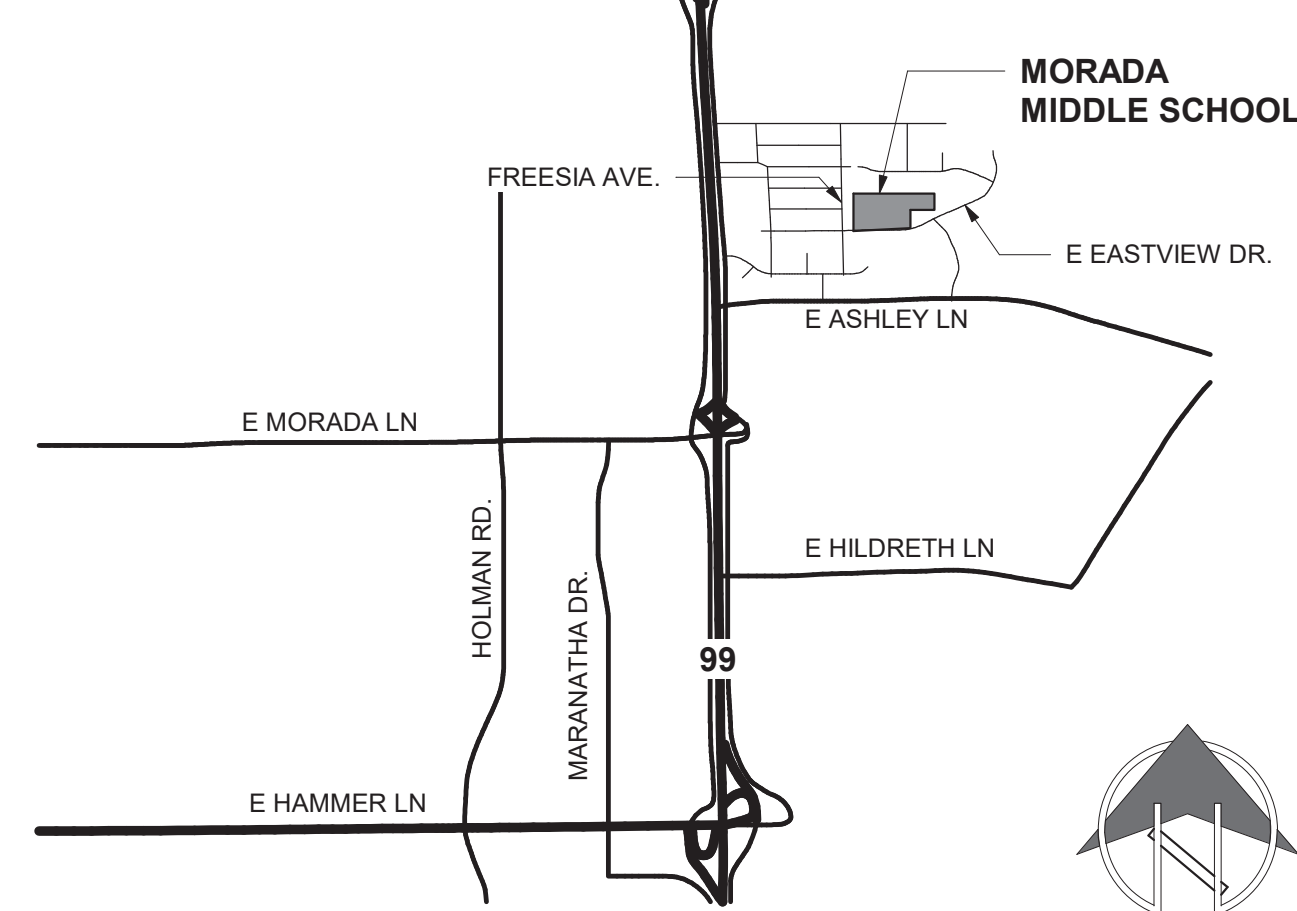 MORADA
MIDDLE SCHOOL
FREESIA AVE.
E EASTVIEW DR.
E ASHLEY LN
E MORADA LN
HOLMAN RD.
E HILDRETH LN
MARANATHA DR.
99
E HAMMER LN
N